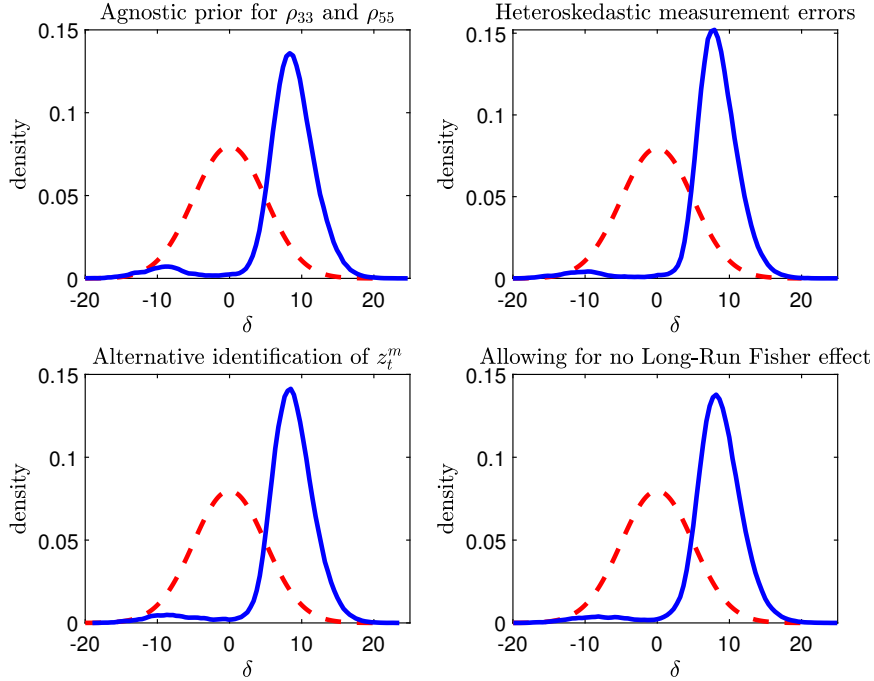 Agnostic prior for ρ₃₃ and ρ₅₅
density
0.15
0.1
0.05
0
-20 -10 0 10 20
δ
Heteroskedastic measurement errors
density
0.15
0.1
0.05
0
-20 -10 0 10 20
δ
Alternative identification of zₜᵐ
density
0.15
0.1
0.05
0
-20 -10 0 10 20
δ
Allowing for no Long-Run Fisher effect
density
0.15
0.1
0.05
0
-20 -10 0 10 20
δ